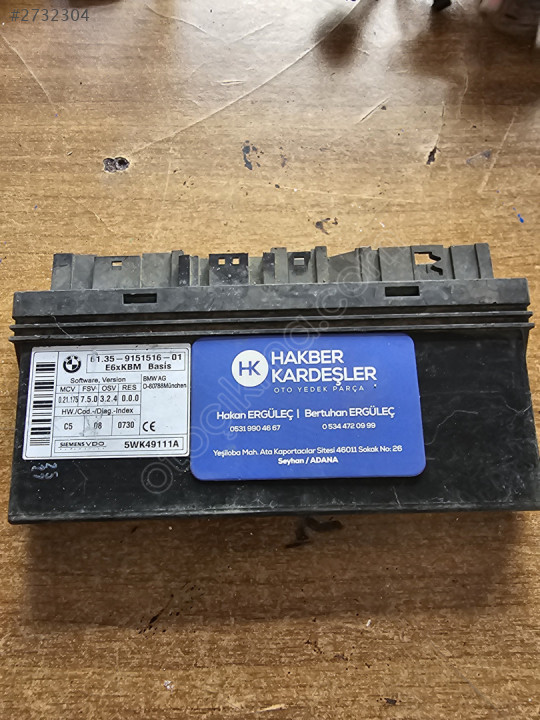 #2732304
61.35-9151516-01
E6xKBM Basis
Software, Version
MCV FSV OSV RES
0.21.175 7.5.0 3.2.4 0.0.0
BMW AG
D-80788München
HW./Cod.-/Diag.-Index
C5 08 0730 CE
SIEMENS VDO 5WK49111A
HK HAKBER
KARDEŞLER
OTO YEDEK PARÇA
Hakan ERGÜLEÇ | Bertuhan ERGÜLEÇ
0531 990 46 67 0 534 472 09 99
Yeşiloba Mah. Ata Kaportacılar Sitesi 46011 Sokak No: 26
Seyhan / ADANA